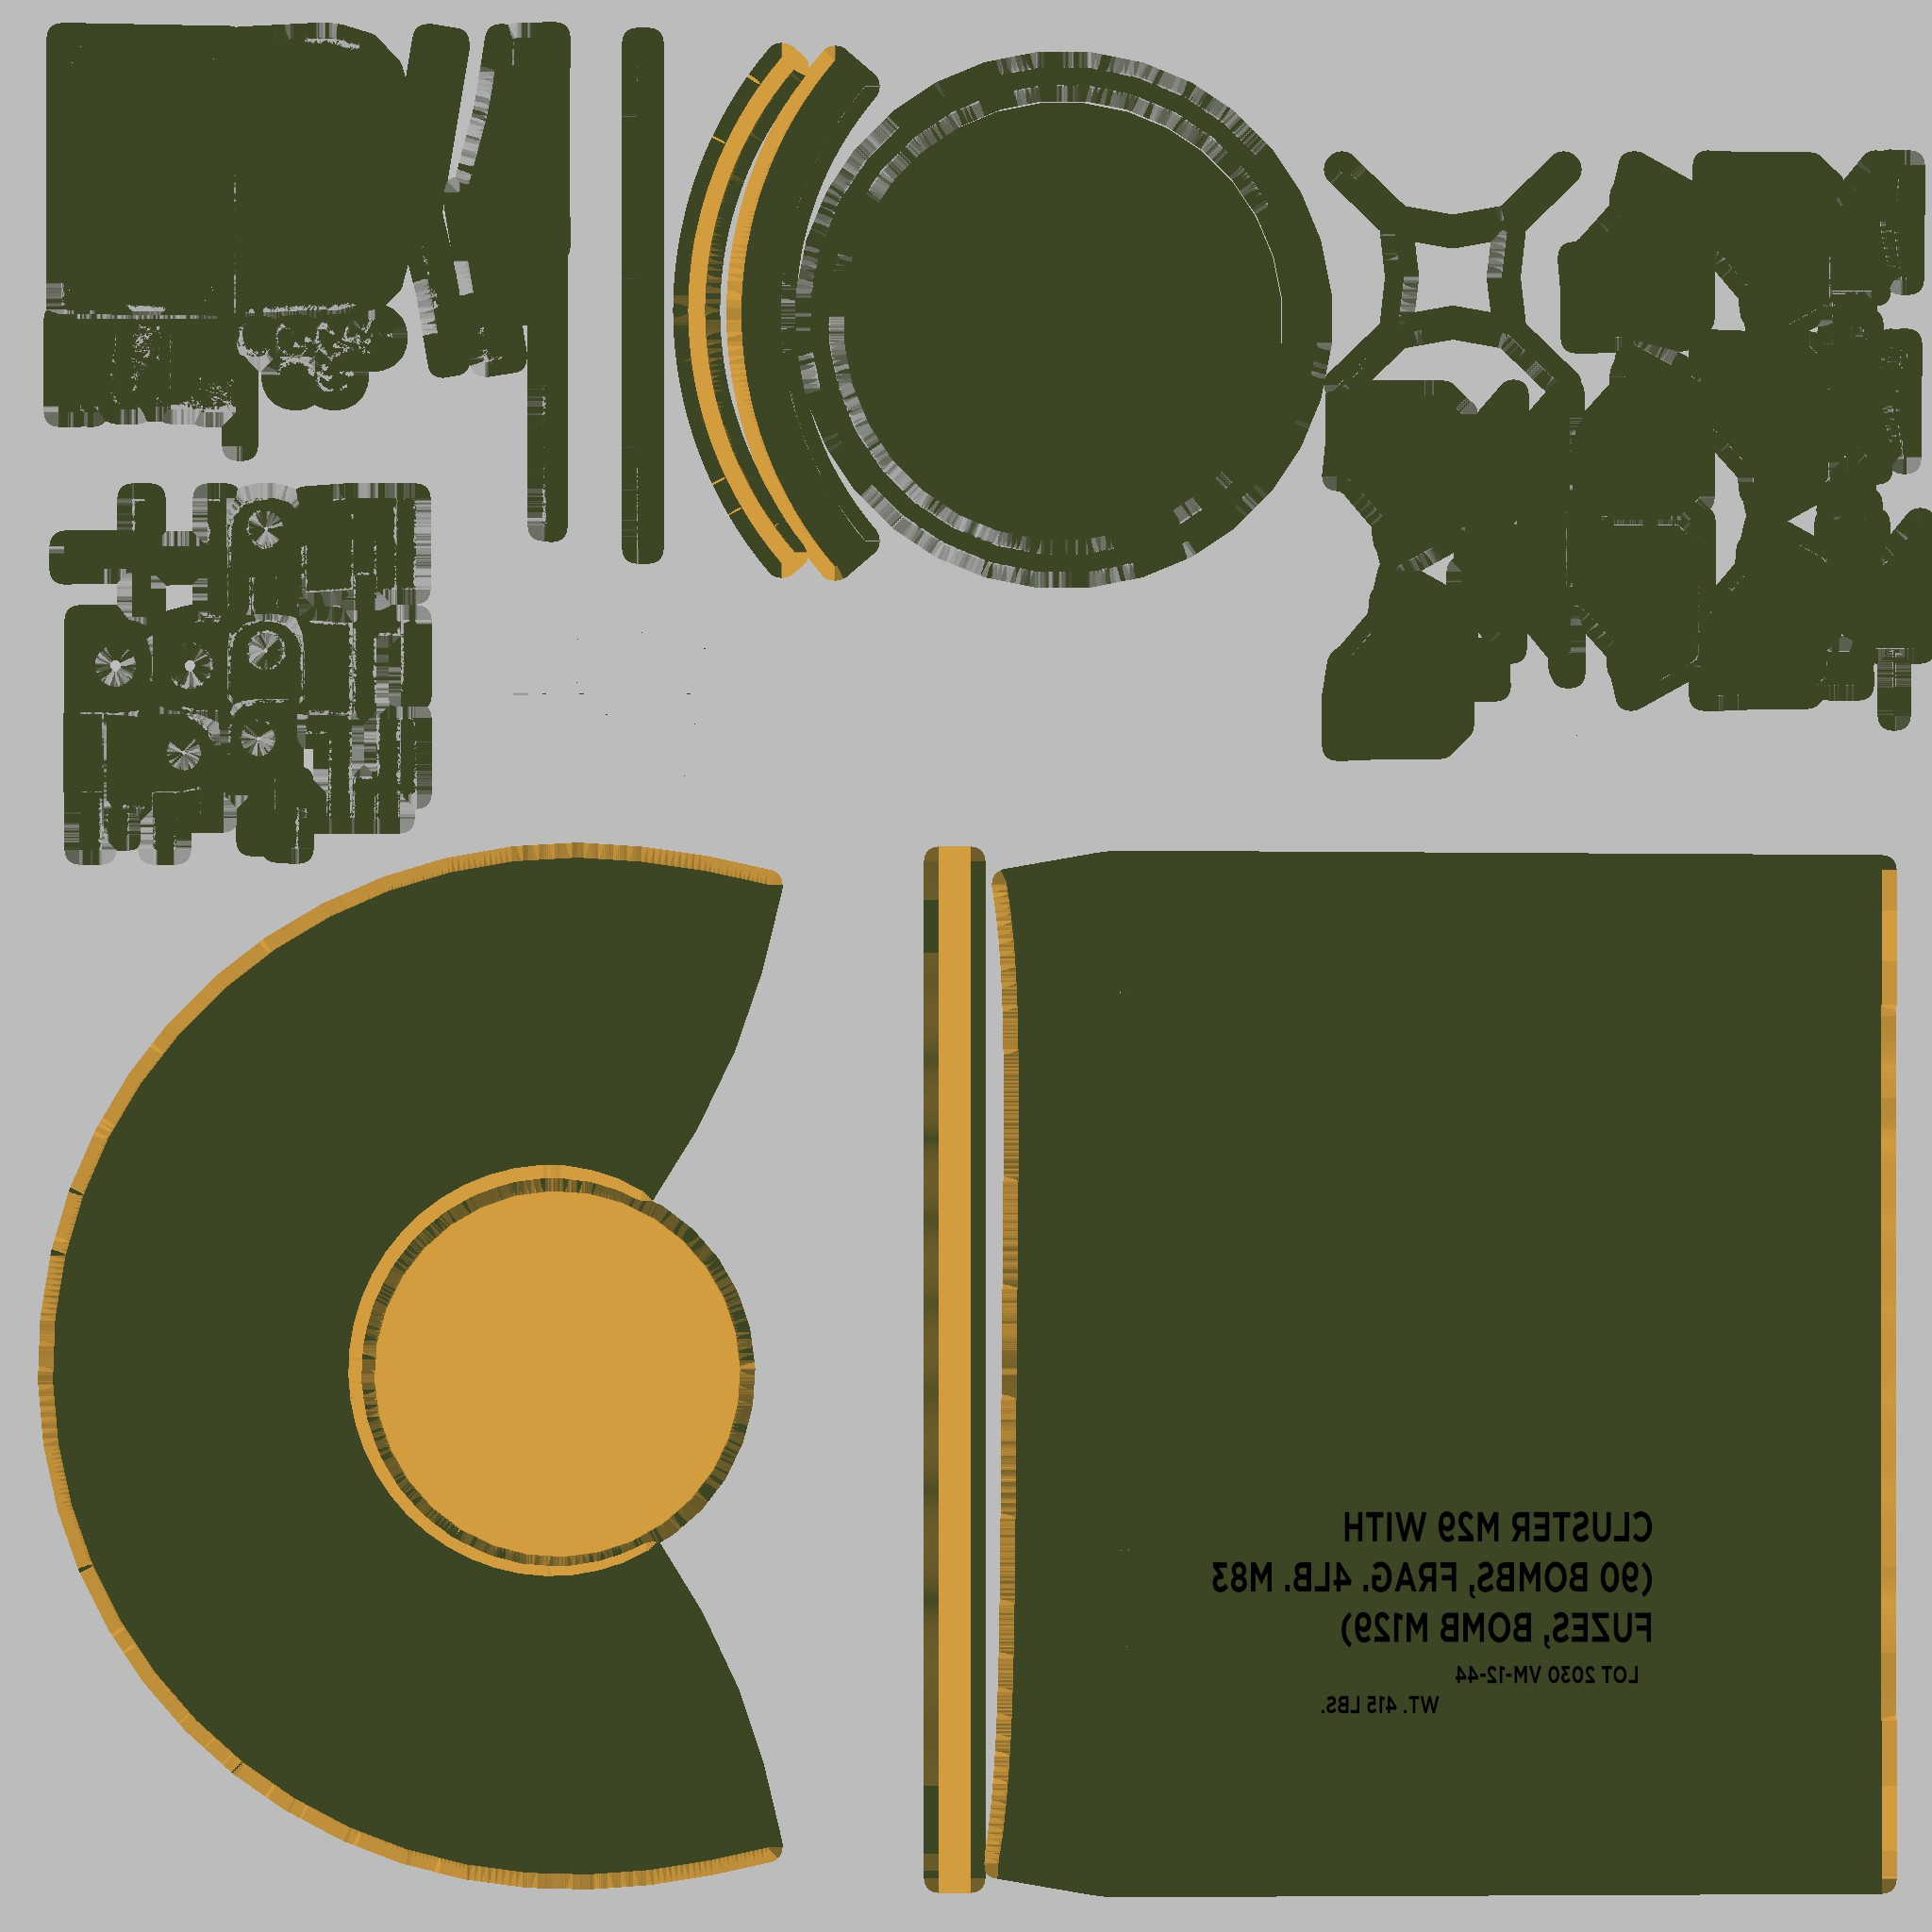 CLUSTER M29 WITH
(90 BOMBS, FRAG. 4LB. M83
FUZES, BOMB M129)
LOT 2030 VM-12-44
WT. 415 LBS.